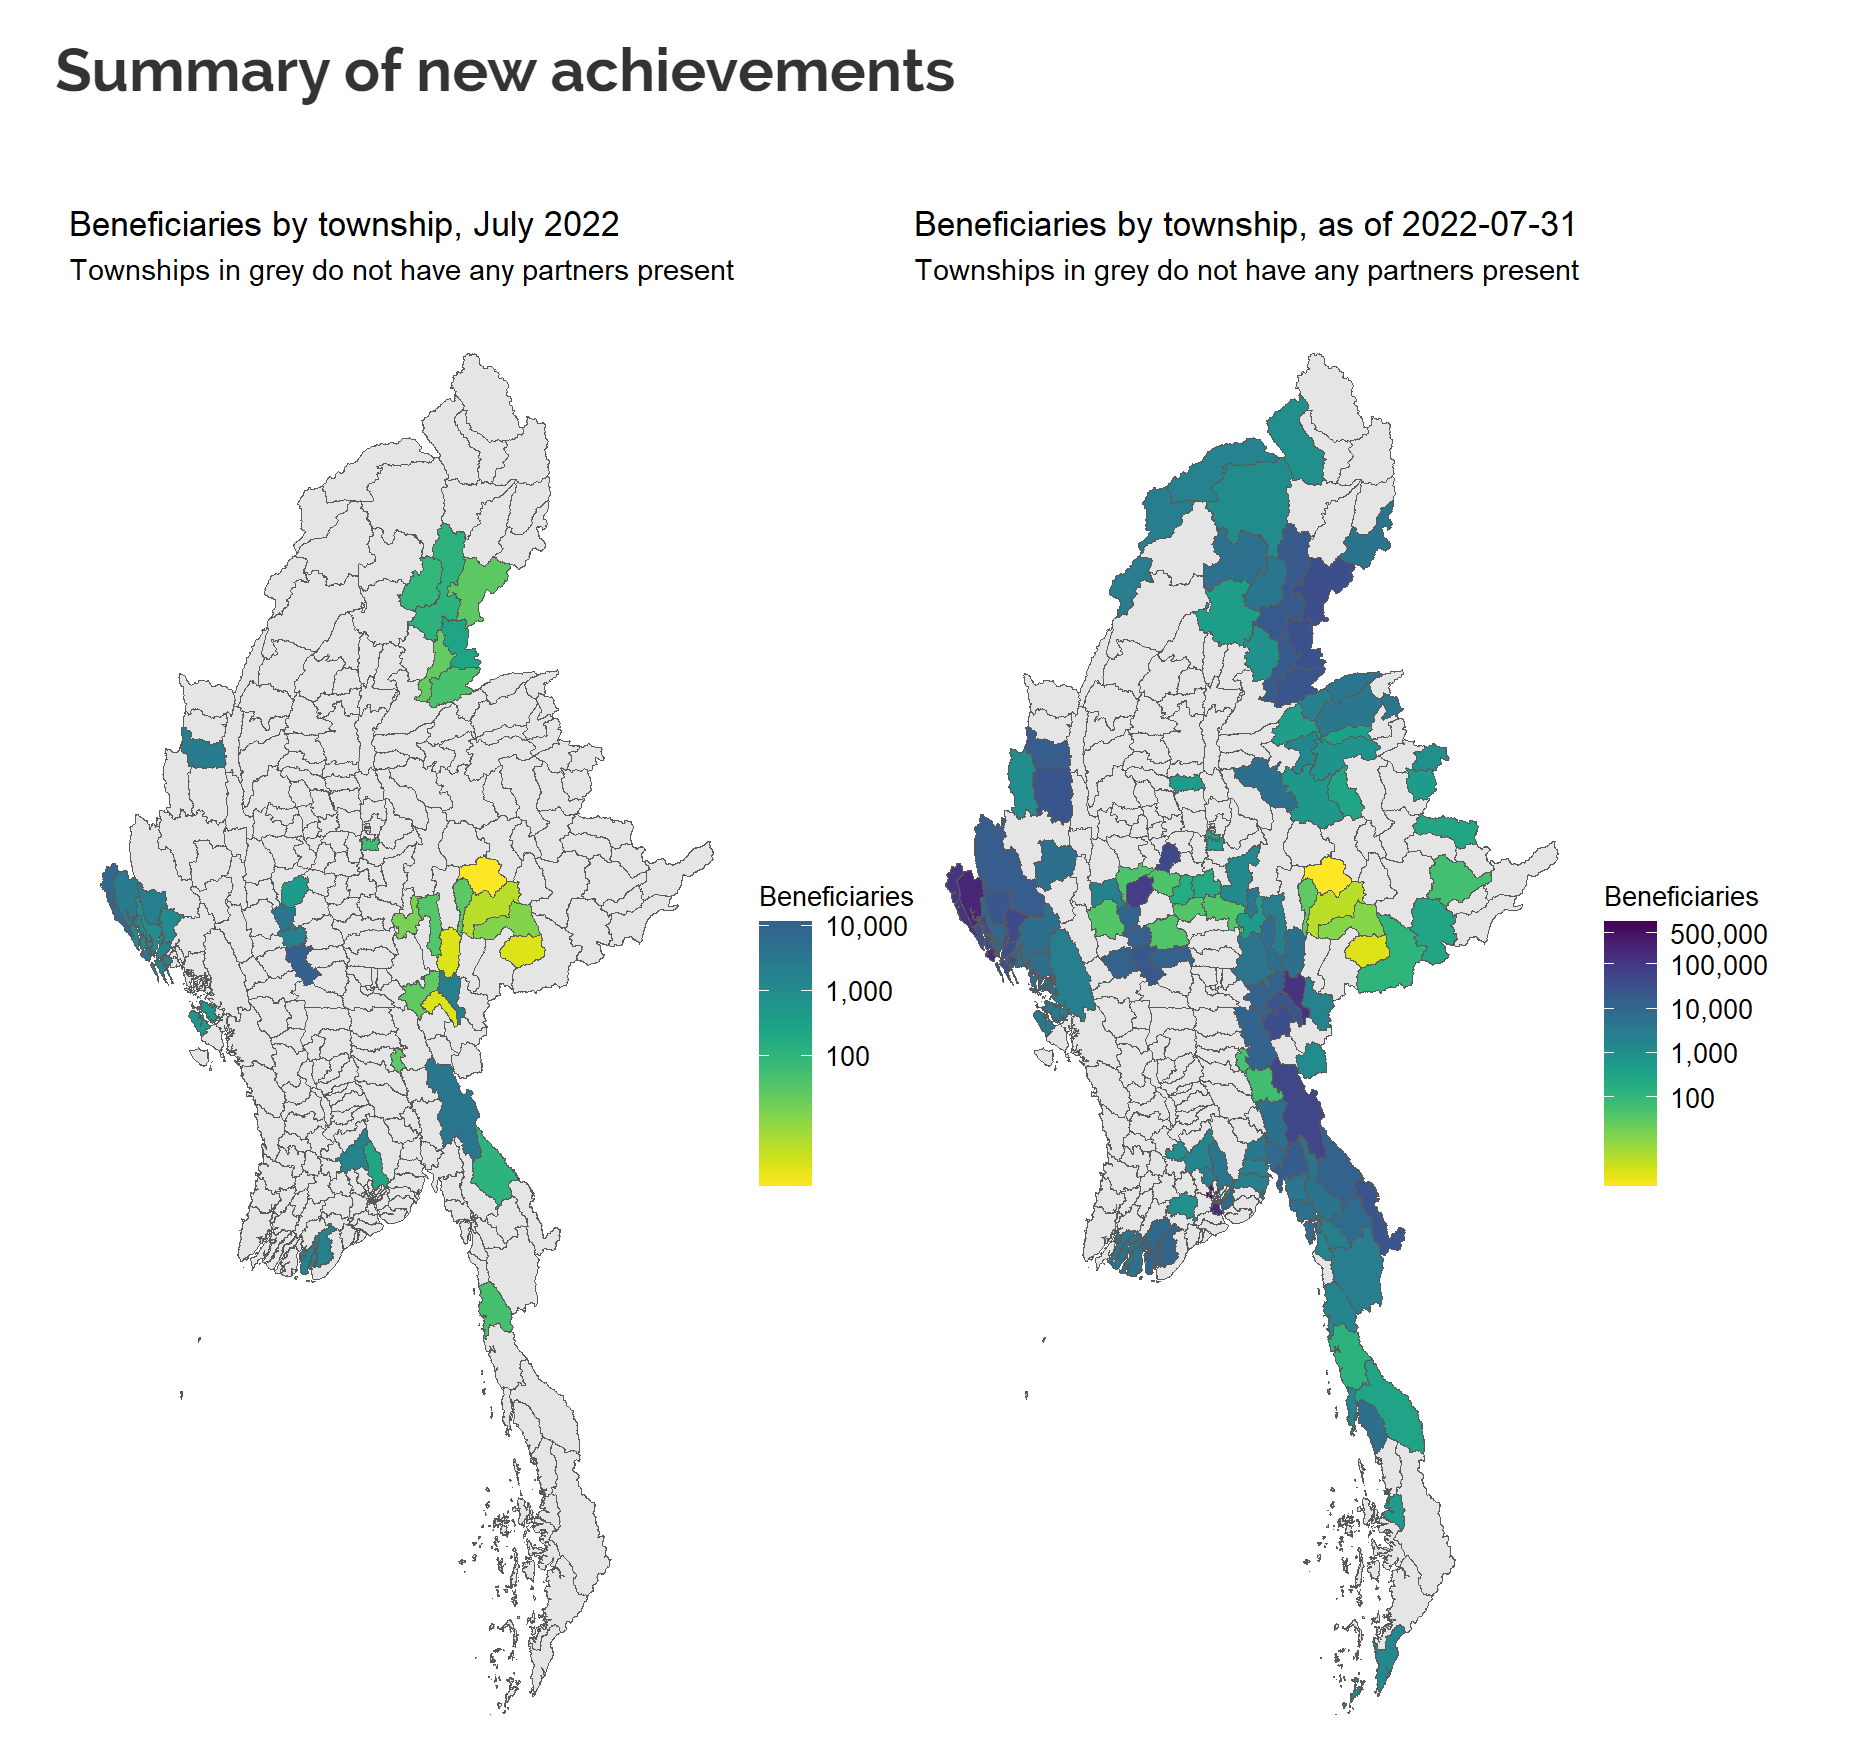 Summary of new achievements
Beneficiaries by township, July 2022
Townships in grey do not have any partners present
Beneficiaries
10,000
1,000
100
Beneficiaries by township, as of 2022-07-31
Townships in grey do not have any partners present
Beneficiaries
500,000
100,000
10,000
1,000
100